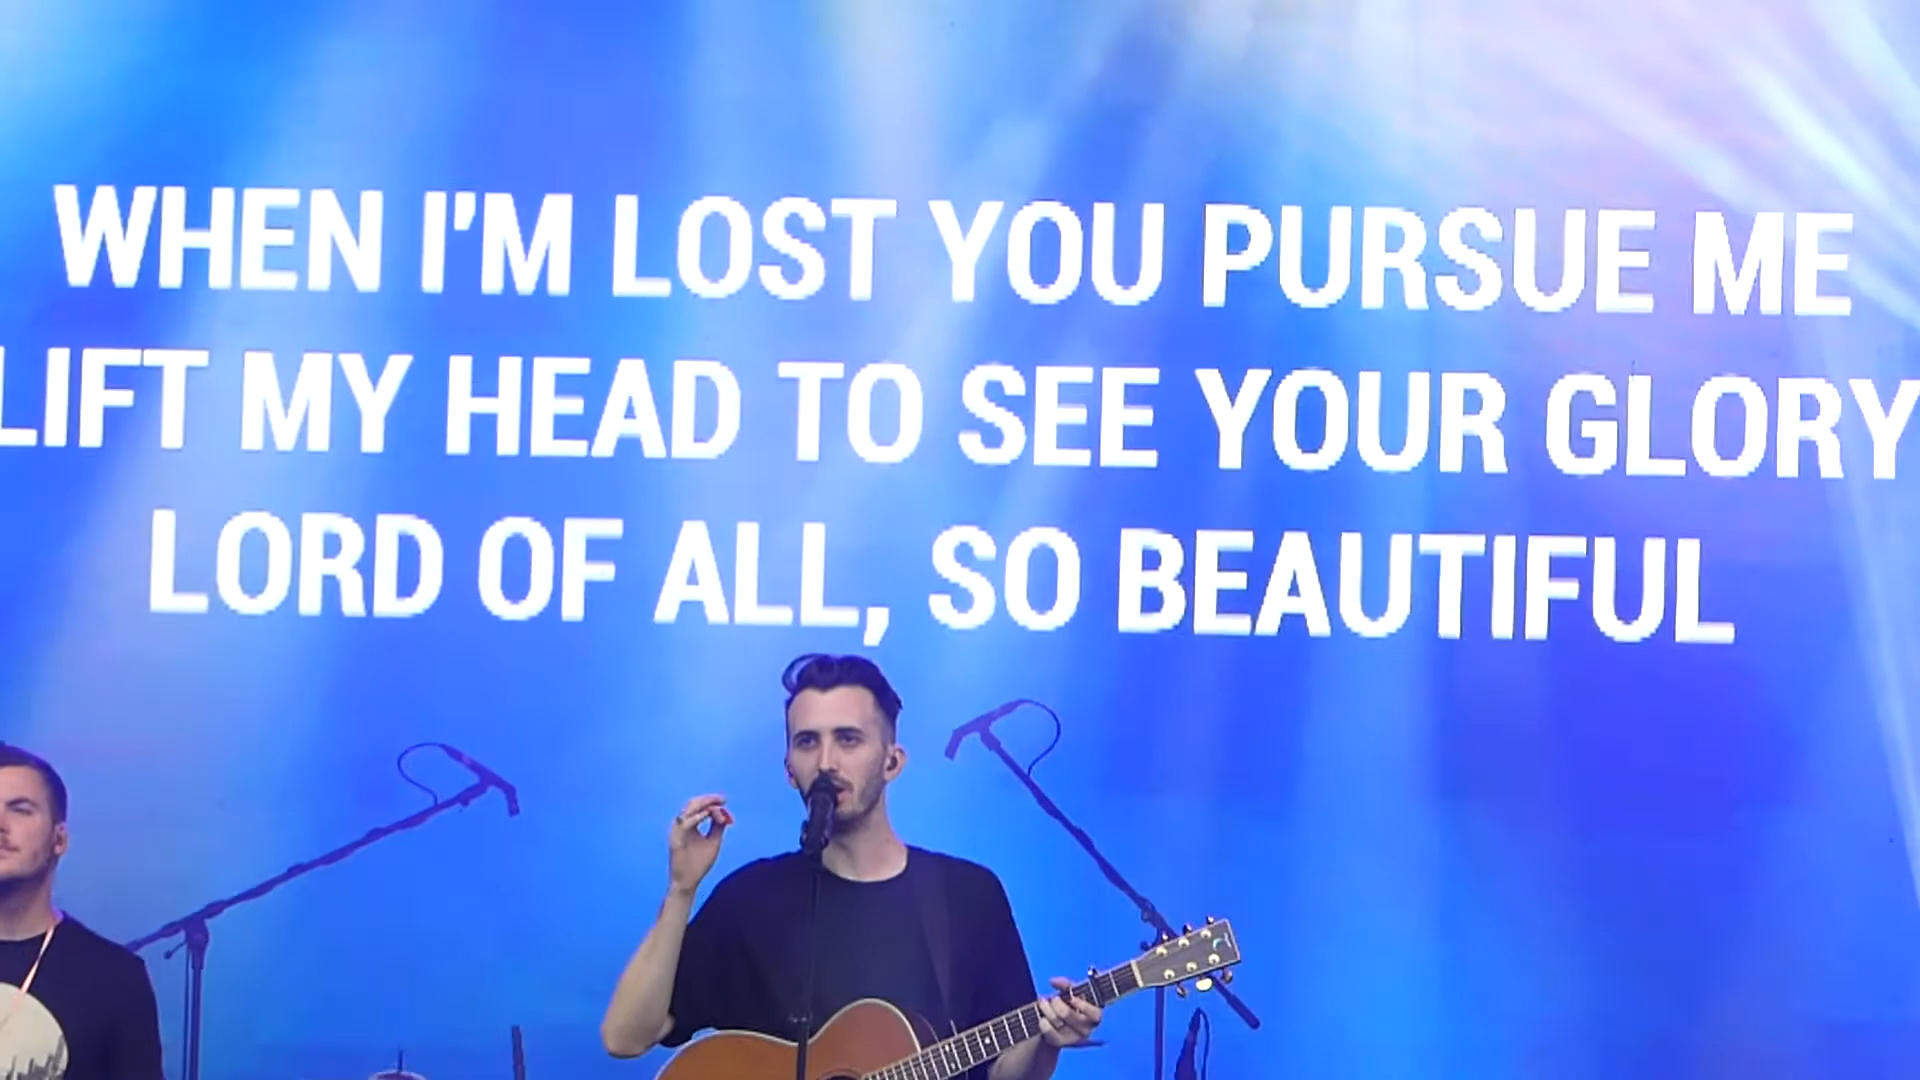 WHEN I'M LOST YOU PURSUE ME
LIFT MY HEAD TO SEE YOUR GLORY
LORD OF ALL, SO BEAUTIFUL